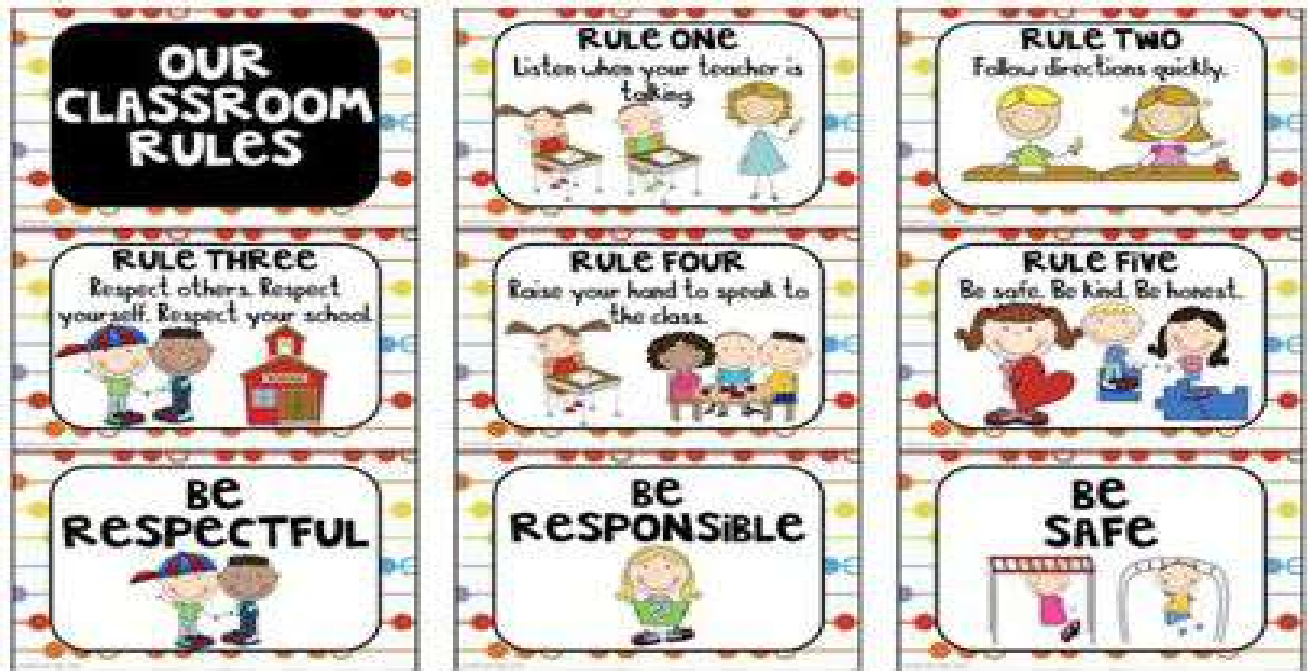 OUR
CLASSROOM
RULES
RULE ONE
Listen when your teacher is
talking.
RULE TWO
Follow directions quickly.
RULE THREE
Respect others. Respect
yourself. Respect your school.
RULE FOUR
Raise your hand to speak to
the class.
RULE FIVE
Be safe. Be kind. Be honest.
BE
RESPECTFUL
BE
RESPONSIBLE
BE
SAFE